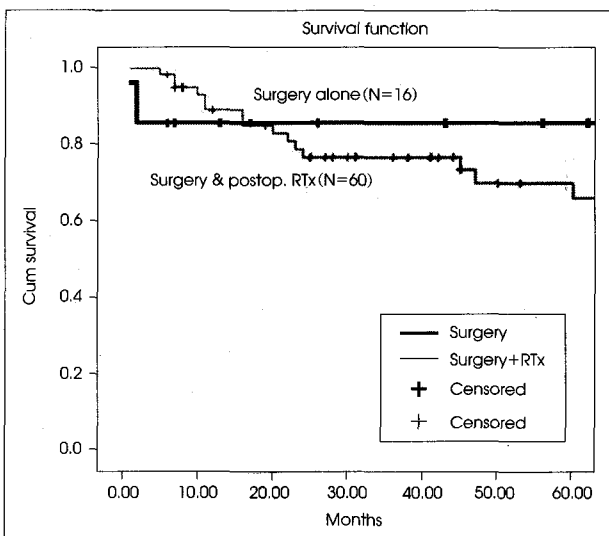 Survival function
1.0
0.8
0.6
0.4
0.2
0.0
Cum survival
Surgery alone (N=16)
Surgery & postop. RTx (N=60)
Surgery
Surgery+RTx
Censored
Censored
0.00 10.00 20.00 30.00 40.00 50.00 60.00
Months